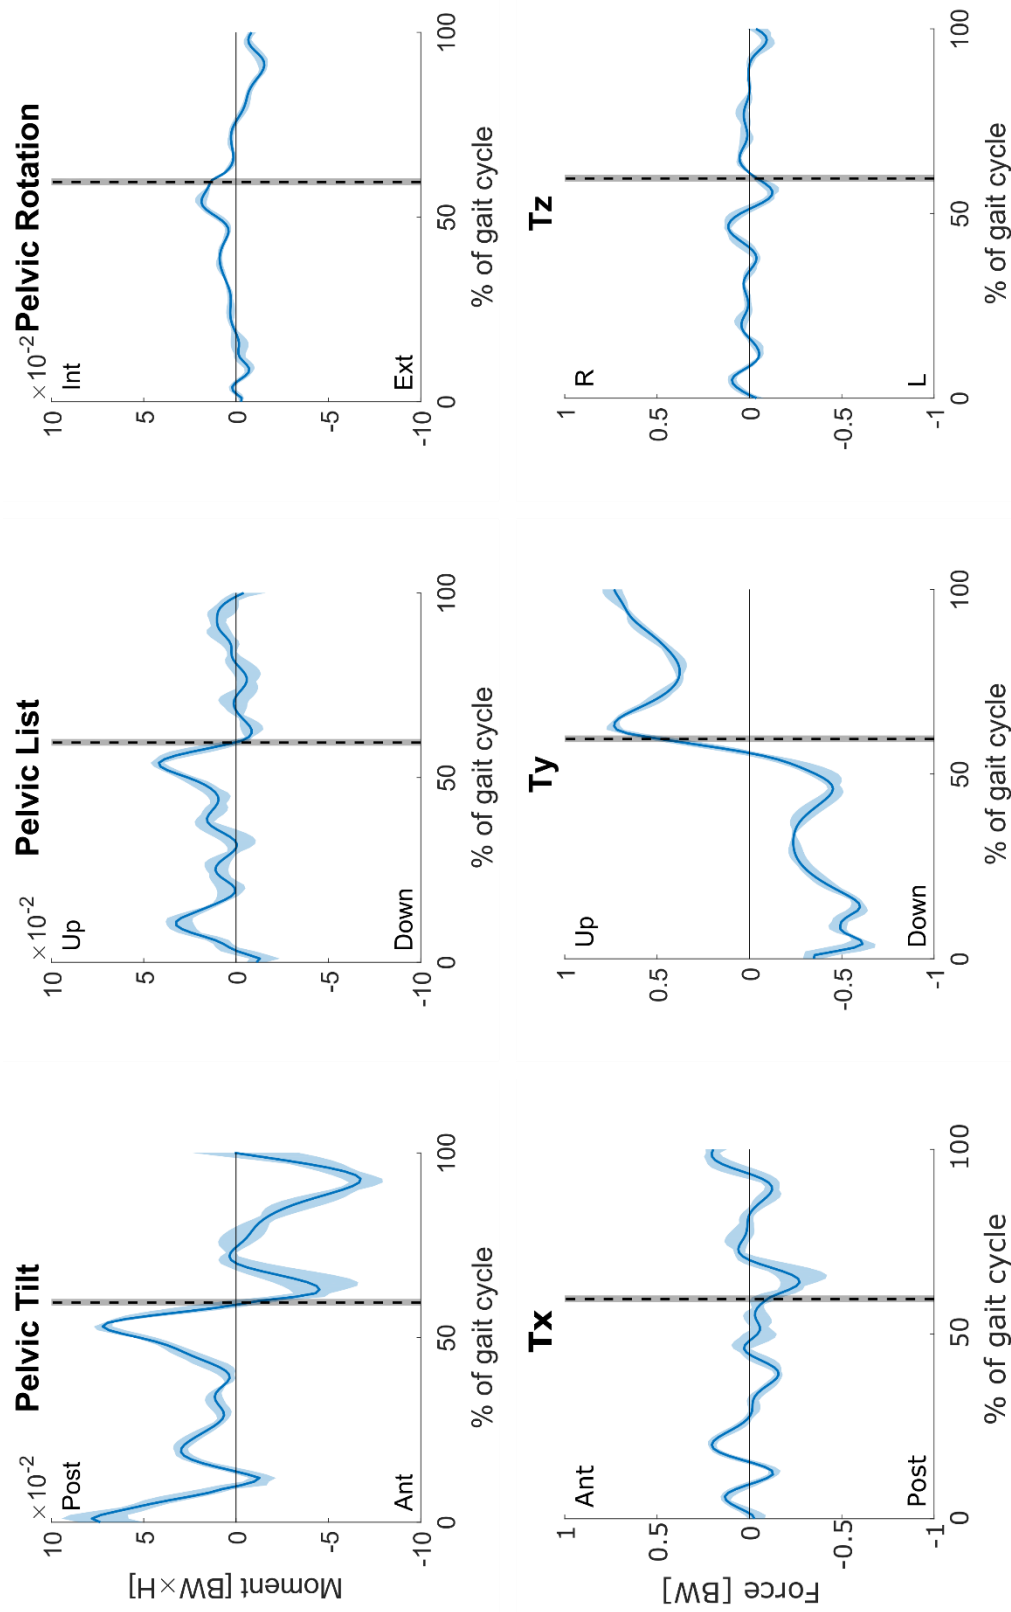 Pelvic Tilt
×10-2
Post
Ant
10
5
0
-5
-10
Moment [BW×H]
0
50
100
% of gait cycle
Pelvic List
×10-2
Up
Down
10
5
0
-5
-10
0
50
100
% of gait cycle
×10-2 Pelvic Rotation
Int
Ext
10
5
0
-5
-10
0
50
100
% of gait cycle
Tx
Ant
Post
1
0.5
0
-0.5
-1
Force [BW]
0
50
100
% of gait cycle
Ty
Up
Down
1
0.5
0
-0.5
-1
0
50
100
% of gait cycle
Tz
R
L
1
0.5
0
-0.5
-1
0
50
100
% of gait cycle